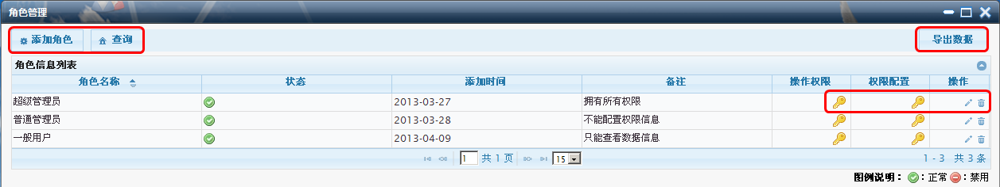 角色管理
添加角色 查询 导出数据
角色信息列表
角色名称 状态 添加时间 备注 操作权限 权限配置 操作
超级管理员 2013-03-27 拥有所有权限
普通管理员 2013-03-28 不能配置权限信息
一般用户 2013-04-09 只能查看数据信息
1 共 1 页 15 1 - 3 共 3 条
图例说明： ：正常 ：禁用